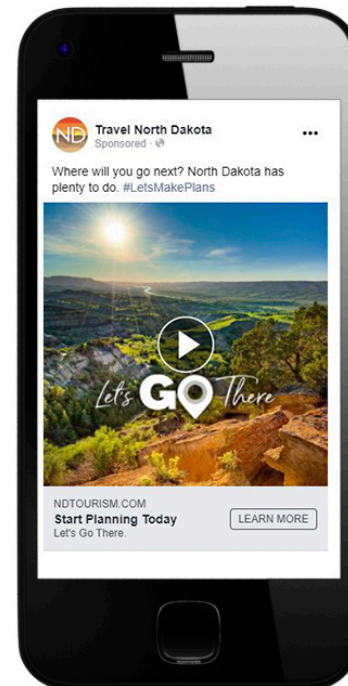 ND
Travel North Dakota
Sponsored ·
Where will you go next? North Dakota has
plenty to do. #LetsMakePlans
Let's GO There
NDTOURISM.COM
Start Planning Today
Let's Go There.
LEARN MORE